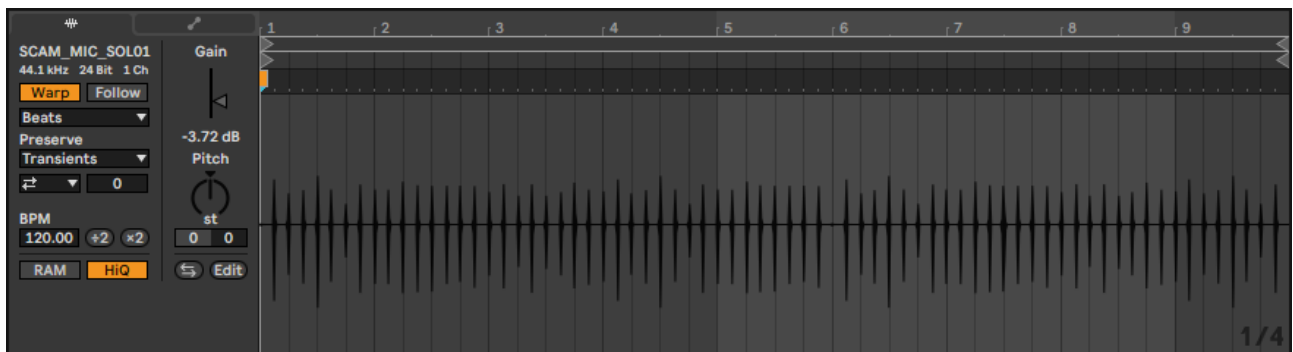 1 2 3 4 5 6 7 8 9
SCAM_MIC_SOL01
44.1 kHz 24 Bit 1 Ch
Warp Follow
Beats
Preserve
Transients
0
BPM
120.00 ÷2 ×2
RAM HiQ
Gain
-3.72 dB
Pitch
st
0 0
Edit
1/4